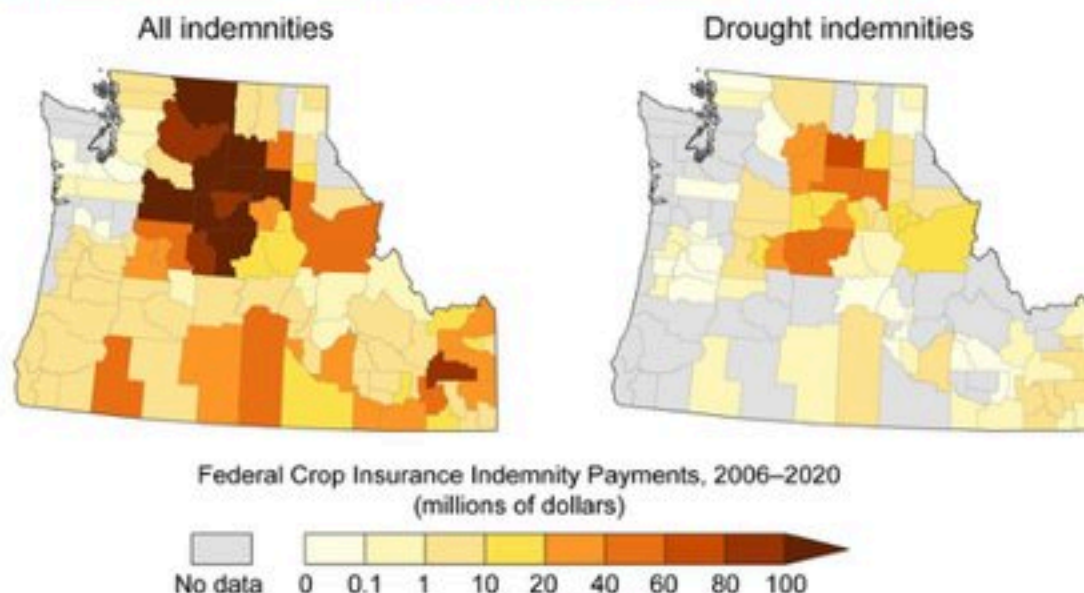 All indemnities
Drought indemnities
Federal Crop Insurance Indemnity Payments, 2006–2020
(millions of dollars)
No data
0 0.1 1 10 20 40 60 80 100